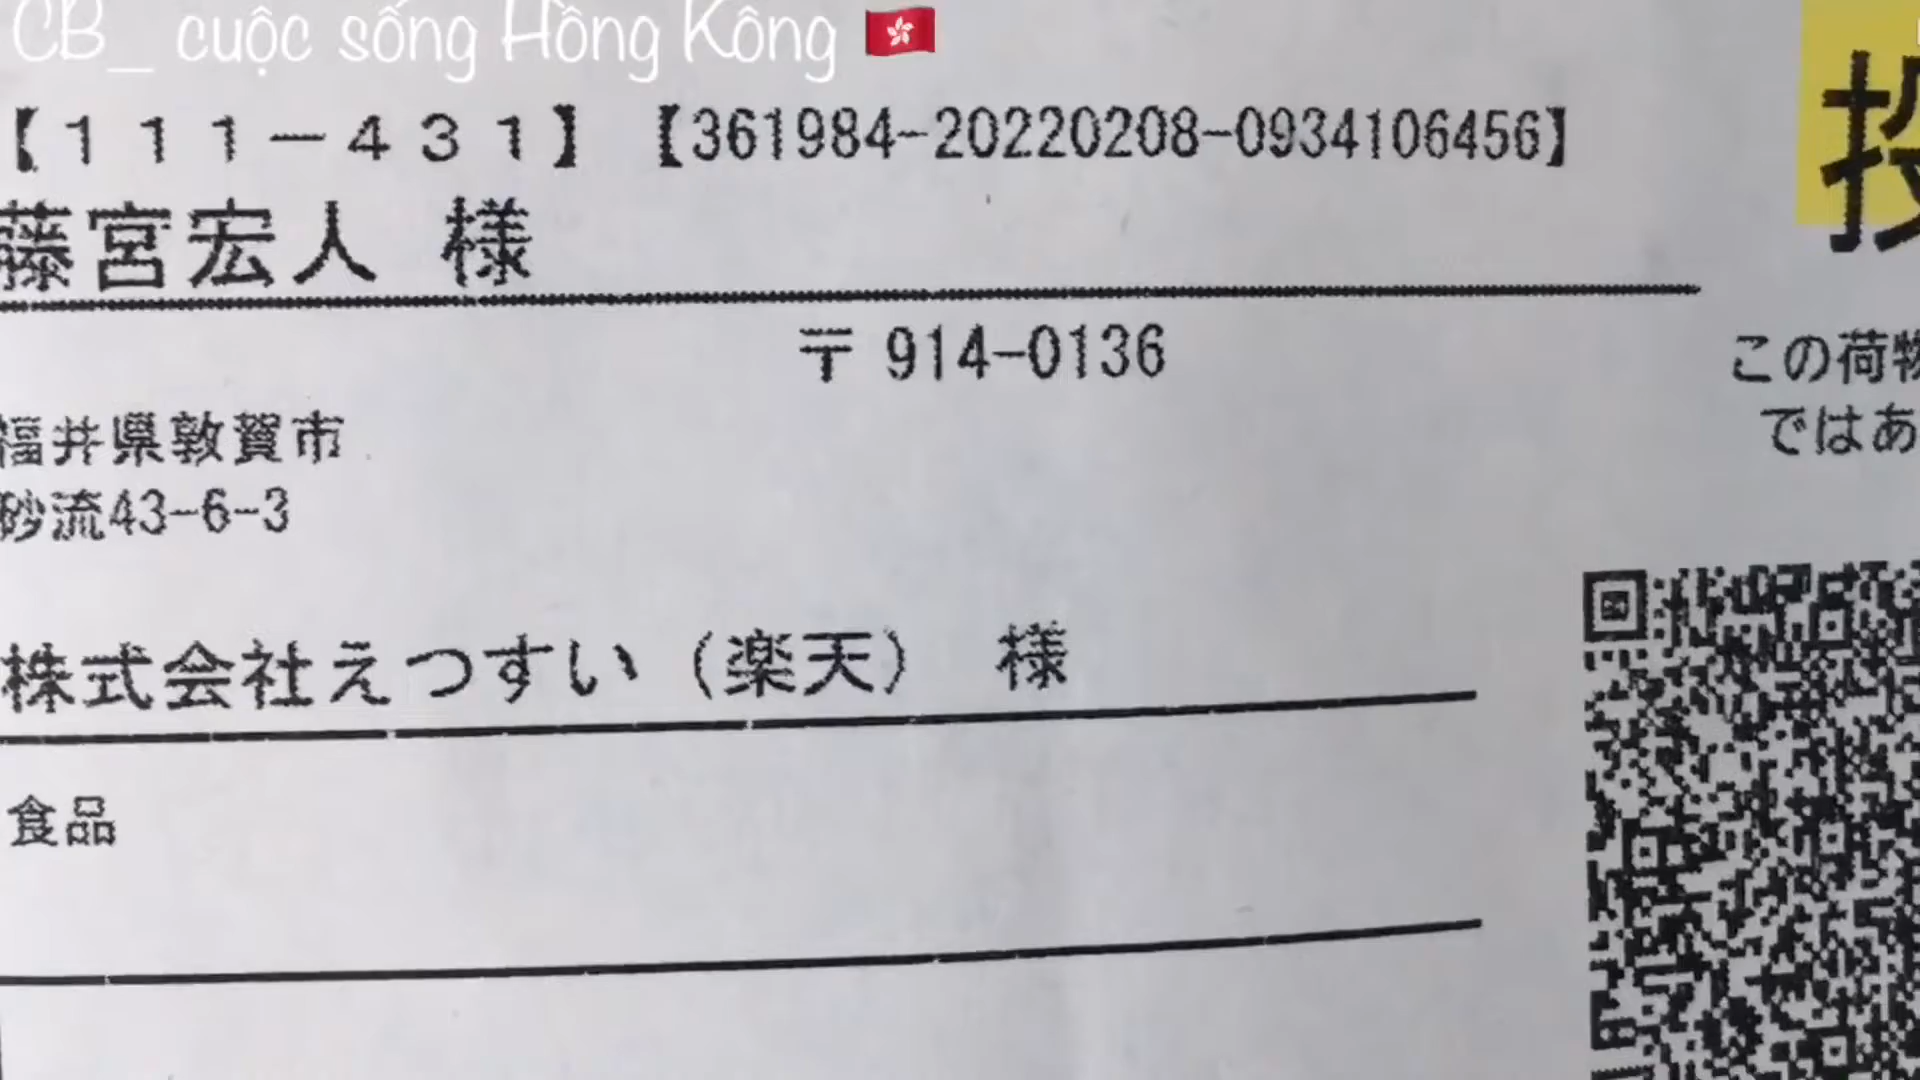 CB_ cuộc sống Hồng Kông
【１１１－４３１】【361984-20220208-0934106456】
藤宮宏人 様
〒 914-0136
福井県敦賀市
砂流43-6-3
株式会社えつすい（楽天） 様
食品
投
この荷物
ではあ